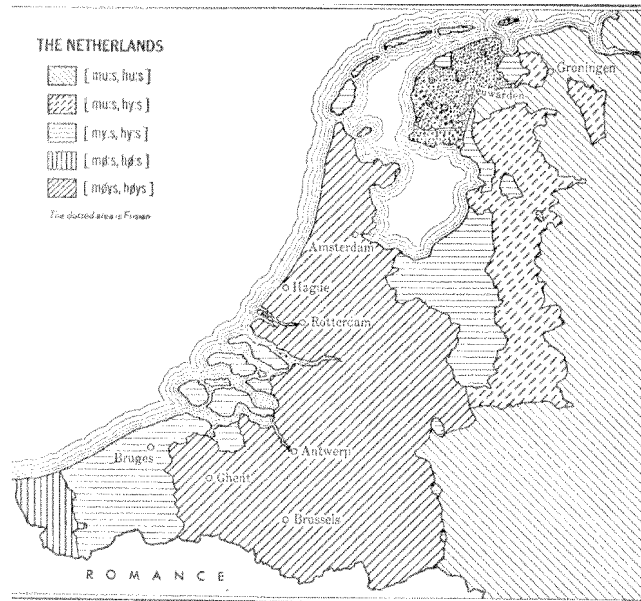 THE NETHERLANDS
[ mu:s, hu:s]
[ mu:s, hy:s]
[ my:s, hy:s]
[ mø:s, hø:s]
[ møys, høys]
The dotted area is Frisian
Groningen
Amsterdam
Hague
Rotterdam
Bruges
Antwerp
Ghent
Brussels
ROMANCE